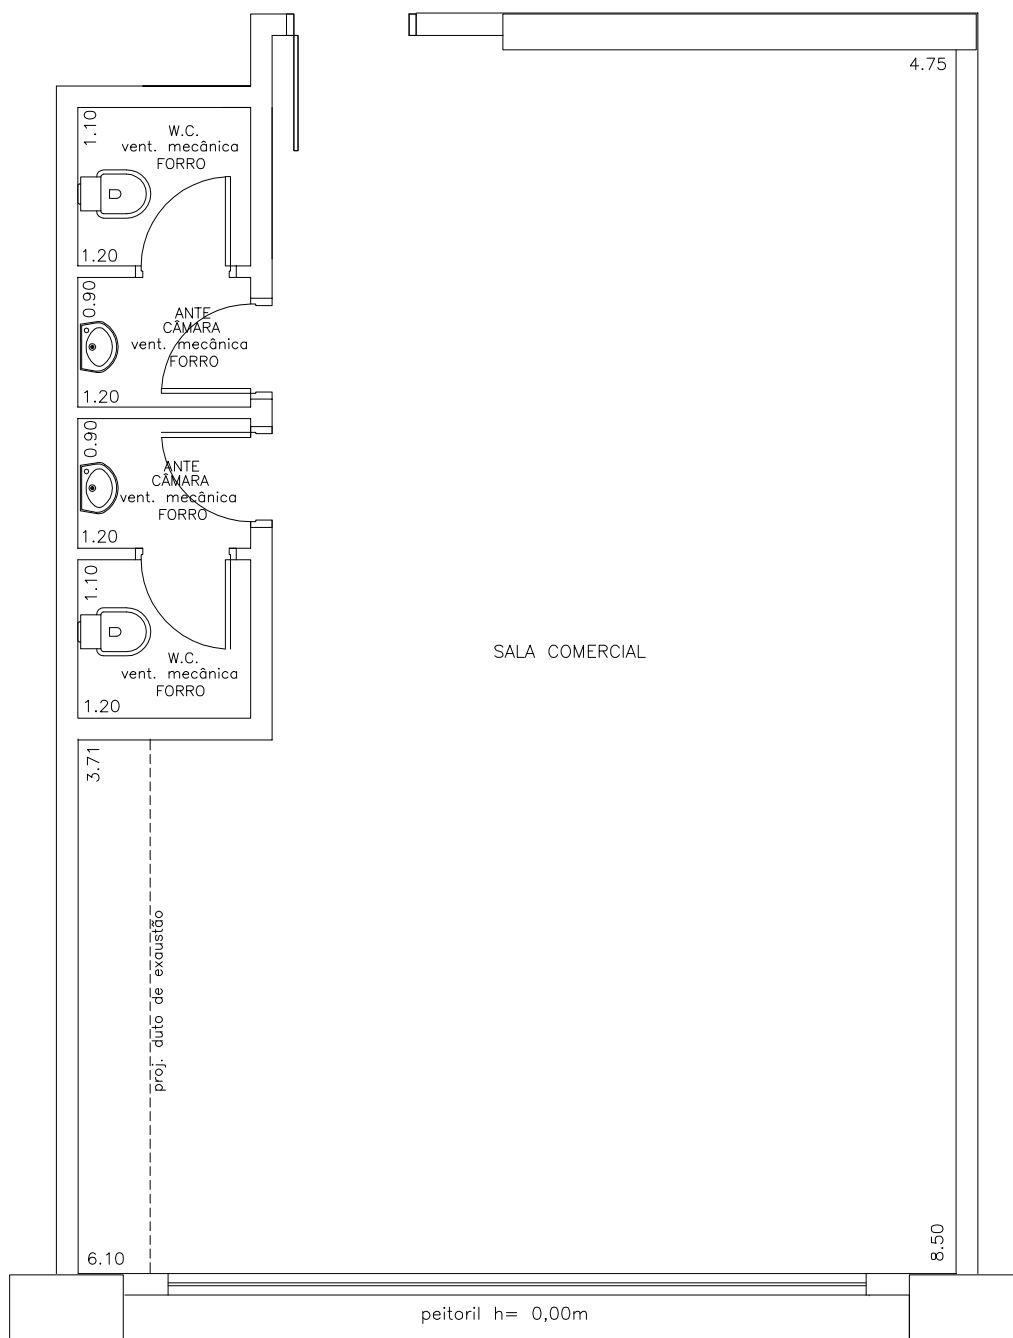 4.75
1.10
W.C.
vent. mecânica
FORRO
1.20
0.90
ANTE
CÂMARA
vent. mecânica
FORRO
1.20
0.90
ANTE
CÂMARA
vent. mecânica
FORRO
1.20
1.10
W.C.
vent. mecânica
FORRO
1.20
SALA COMERCIAL
3.71
proj. duto de exaustão
6.10
8.50
peitoril h= 0,00m